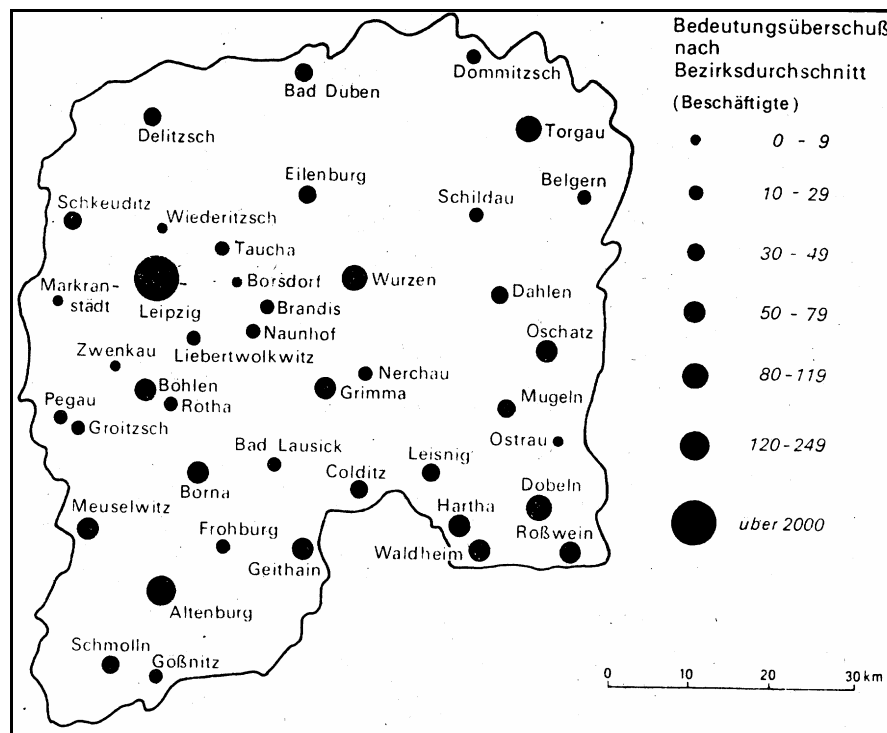 Bedeutungsüberschuß
nach
Bezirksdurchschnitt
(Beschäftigte)
0 - 9
10 - 29
30 - 49
50 - 79
80 - 119
120 - 249
über 2000
Dommitzsch
Bad Duben
Delitzsch
Torgau
Eilenburg
Belgern
Schildau
Schkeuditz
Wiederitzsch
Taucha
Markran-
städt
Borsdorf
Wurzen
Leipzig
Brandis
Dahlen
Naunhof
Liebertwolkwitz
Oschatz
Zwenkau
Nerchau
Böhlen
Grimma
Rotha
Mugeln
Pegau
Groitzsch
Ostrau
Bad Lausick
Leisnig
Borna
Colditz
Dobeln
Meuselwitz
Hartha
Frohburg
Roßwein
Geithain
Waldheim
Altenburg
Schmolln
Gößnitz
0 10 20 30 km